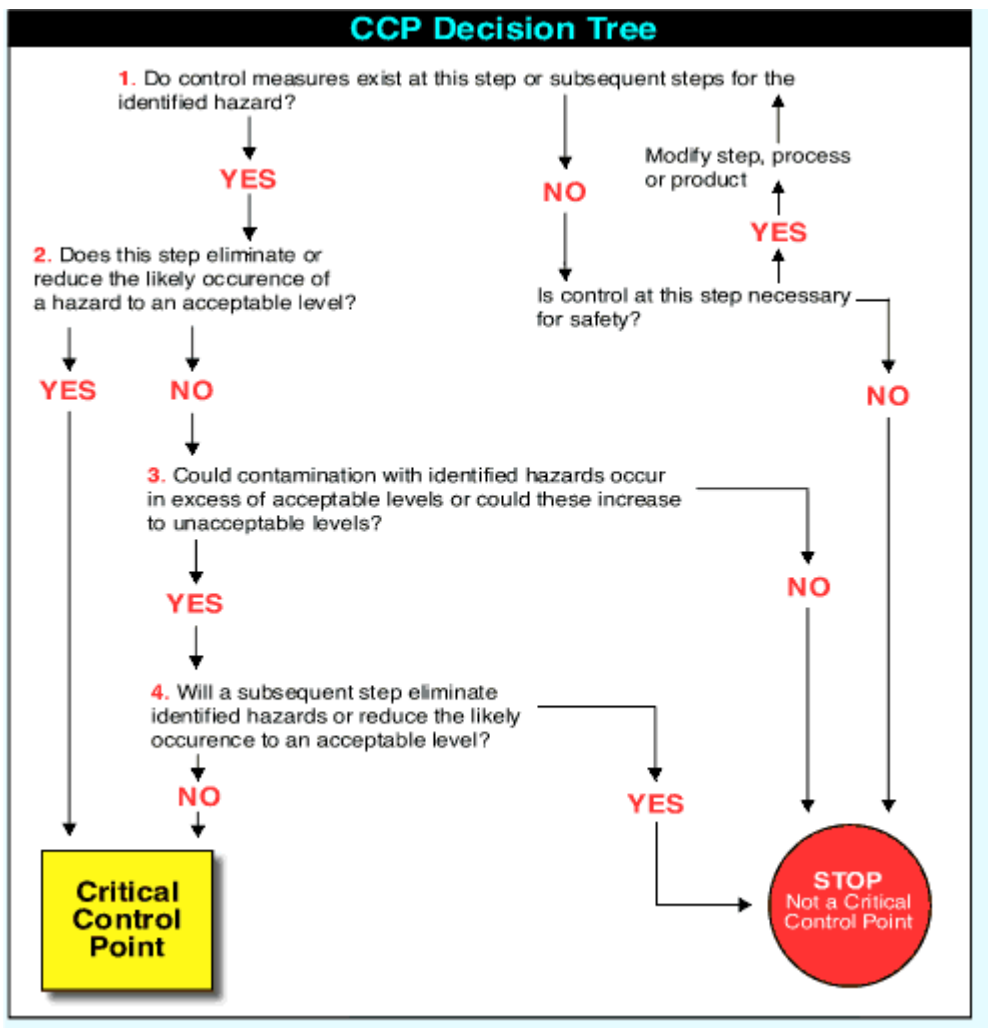 CCP Decision Tree
1. Do control measures exist at this step or subsequent steps for the
identified hazard?
YES
NO
Modify step, process
or product
YES
2. Does this step eliminate or
reduce the likely occurence of
a hazard to an acceptable level?
Is control at this step necessary
for safety?
YES
NO
NO
3. Could contamination with identified hazards occur
in excess of acceptable levels or could these increase
to unacceptable levels?
YES
NO
4. Will a subsequent step eliminate
identified hazards or reduce the likely
occurence to an acceptable level?
NO
YES
Critical
Control
Point
STOP
Not a Critical
Control Point